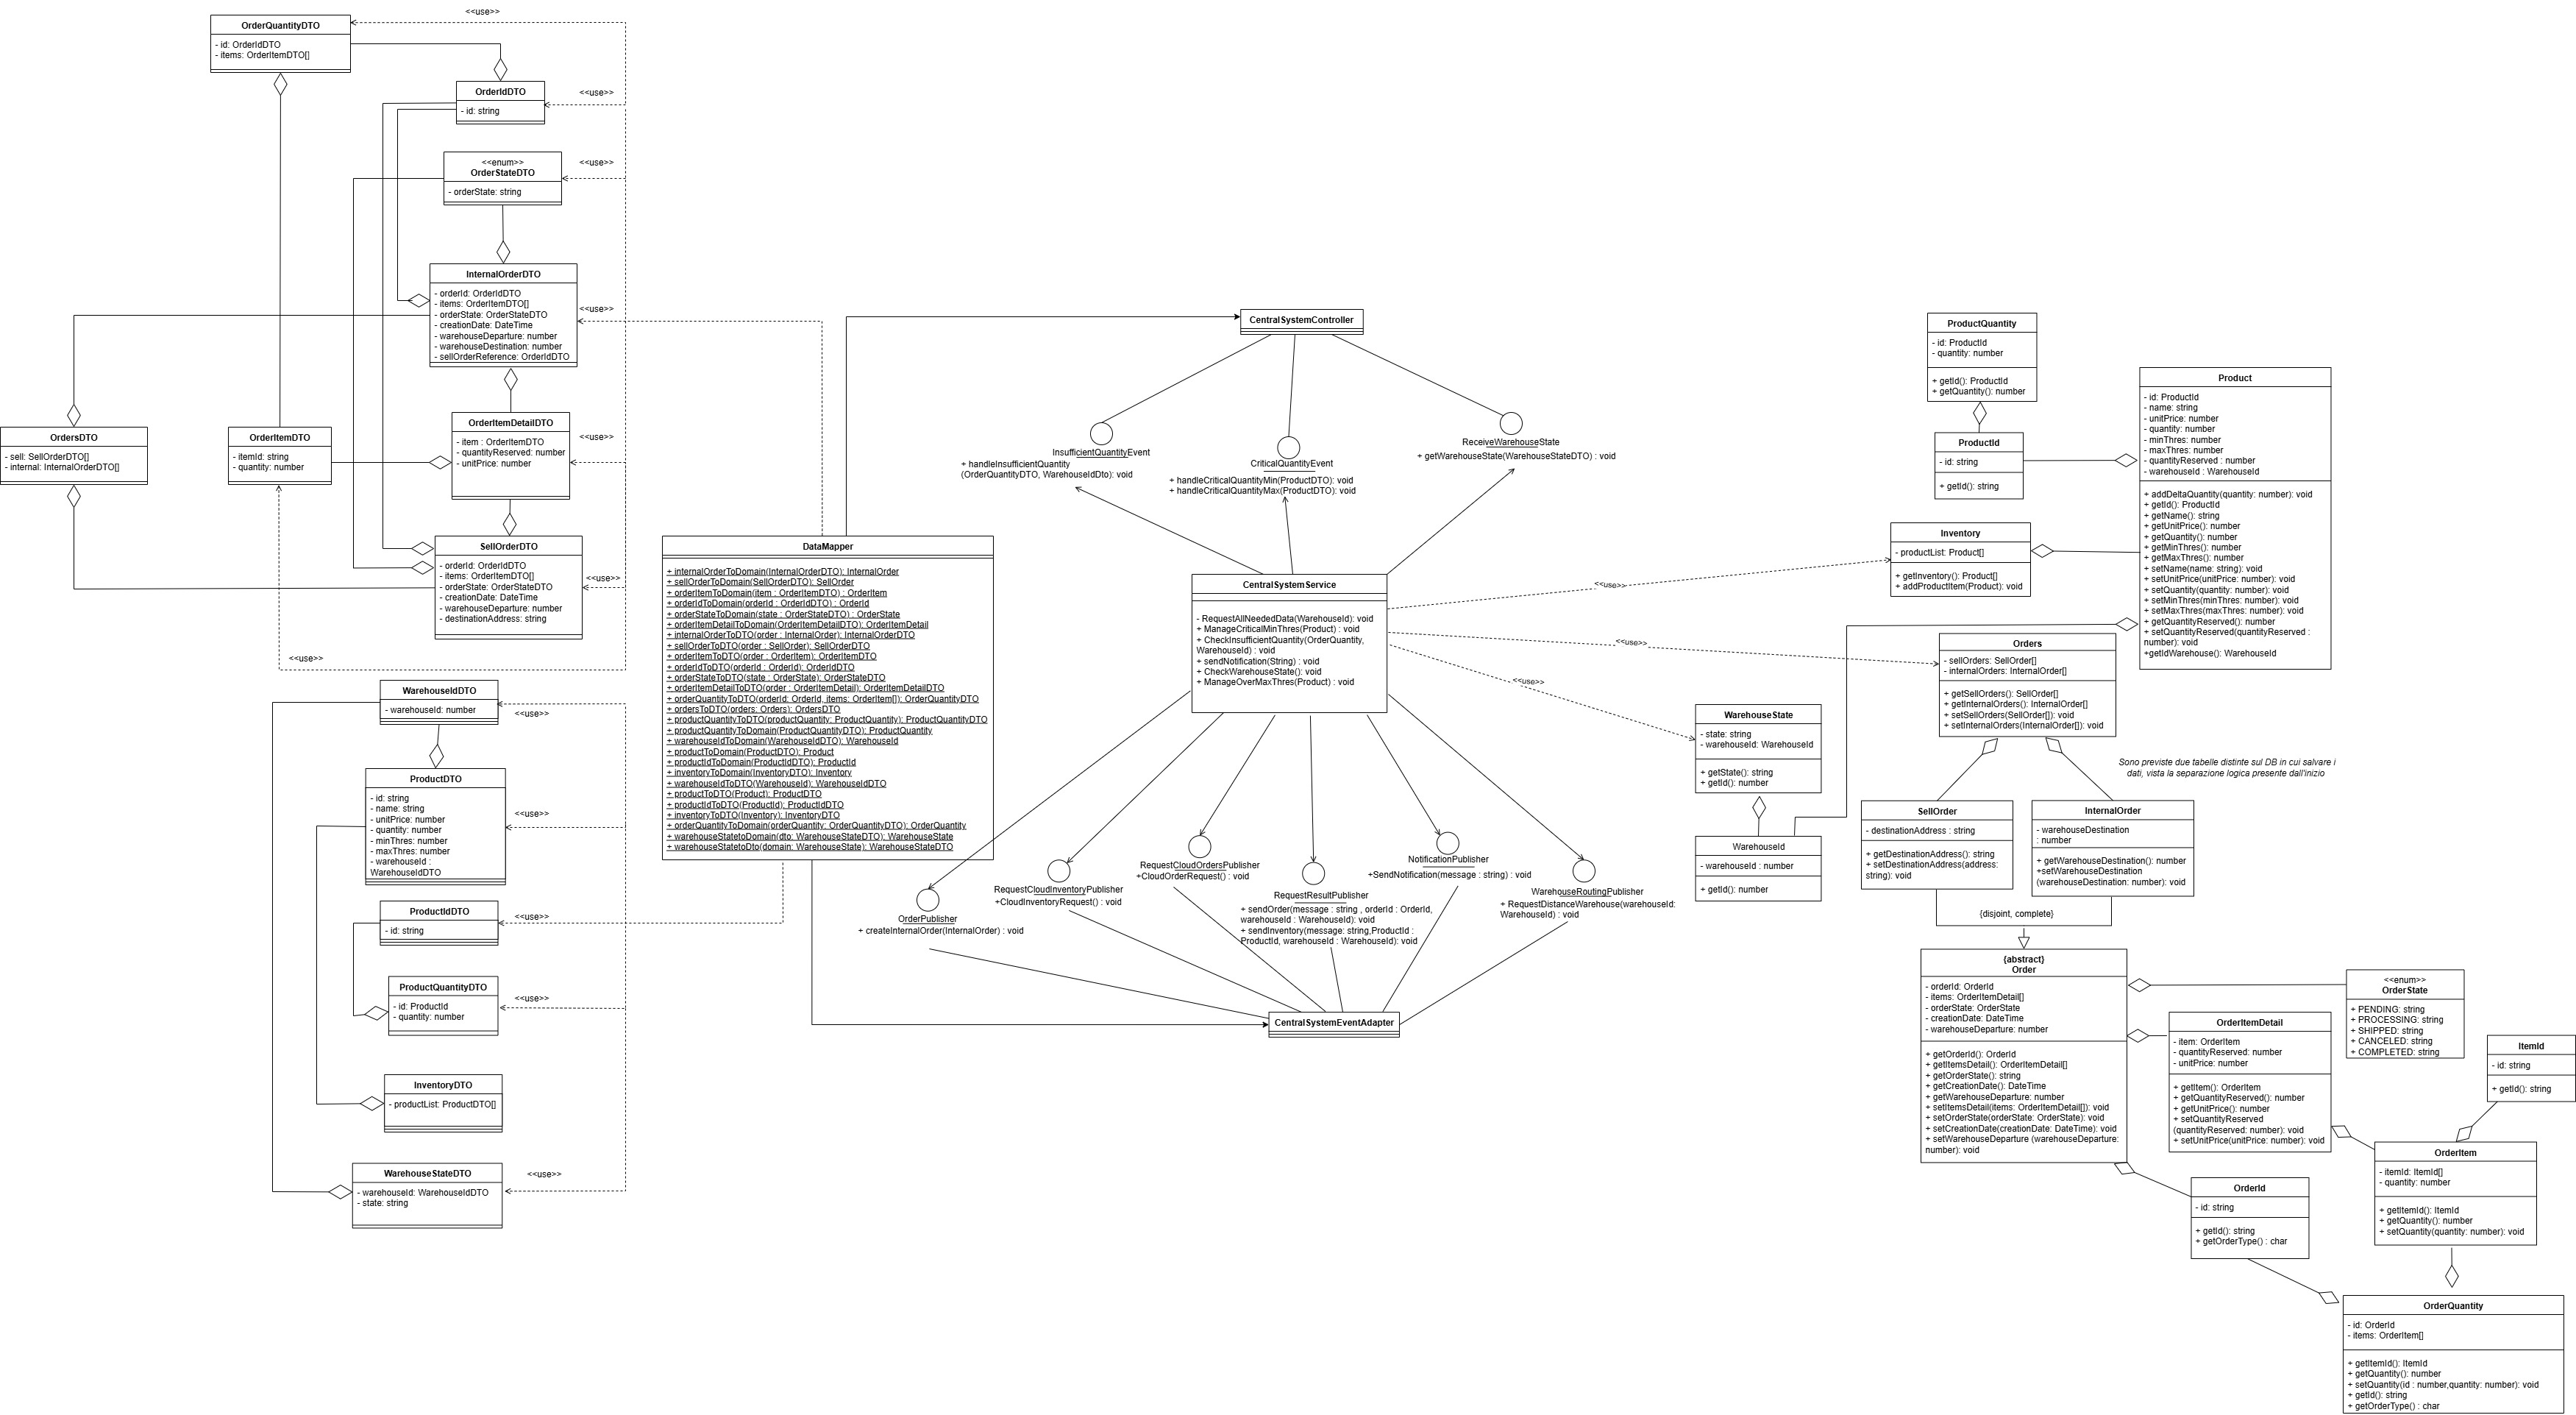 <<use>>
OrderQuantityDTO
- id: OrderIdDTO
- items: OrderItemDTO[]
OrderIdDTO
- id: string
<<use>>
<<enum>>
OrderStateDTO
- orderState: string
<<use>>
InternalOrderDTO
- orderId: OrderIdDTO
- items: OrderItemDTO[]
- orderState: OrderStateDTO
- creationDate: DateTime
- warehouseDeparture: number
- warehouseDestination: number
- sellOrderReference: OrderIdDTO
<<use>>
OrdersDTO
- sell: SellOrderDTO[]
- internal: InternalOrderDTO[]
OrderItemDTO
- itemId: string
- quantity: number
OrderItemDetailDTO
- item : OrderItemDTO
- quantityReserved: number
- unitPrice: number
<<use>>
SellOrderDTO
- orderId: OrderIdDTO
- items: OrderItemDTO[]
- orderState: OrderStateDTO
- creationDate: DateTime
- warehouseDeparture: number
- destinationAddress: string
<<use>>
<<use>>
WarehouseIdDTO
- warehouseId: number
<<use>>
ProductDTO
- id: string
- name: string
- unitPrice: number
- quantity: number
- minThres: number
- maxThres: number
- warehouseId :
WarehouseIdDTO
<<use>>
ProductIdDTO
- id: string
<<use>>
ProductQuantityDTO
- id: ProductId
- quantity: number
<<use>>
InventoryDTO
- productList: ProductDTO[]
WarehouseStateDTO
- warehouseId: WarehouseIdDTO
- state: string
<<use>>
DataMapper
+ internalOrderToDomain(InternalOrderDTO): InternalOrder
+ sellOrderToDomain(SellOrderDTO): SellOrder
+ orderItemToDomain(item : OrderItemDTO) : OrderItem
+ orderIdToDomain(orderId : OrderIdDTO) : OrderId
+ orderStateToDomain(state : OrderStateDTO) : OrderState
+ orderItemDetailToDomain(OrderItemDetailDTO): OrderItemDetail
+ internalOrderToDTO(order : InternalOrder): InternalOrderDTO
+ sellOrderToDTO(order : SellOrder): SellOrderDTO
+ orderItemToDTO(order : OrderItem): OrderItemDTO
+ orderIdToDTO(orderId : OrderId): OrderIdDTO
+ orderStateToDTO(state : OrderState): OrderStateDTO
+ orderItemDetailToDTO(order : OrderItemDetail): OrderItemDetailDTO
+ orderQuantityToDTO(orderId: OrderId, items: OrderItem[]): OrderQuantityDTO
+ ordersToDTO(orders: Orders): OrdersDTO
+ productQuantityToDTO(productQuantity: ProductQuantity): ProductQuantityDTO
+ productQuantityToDomain(ProductQuantityDTO): ProductQuantity
+ warehouseIdToDomain(WarehouseIdDTO): WarehouseId
+ productToDomain(ProductDTO): Product
+ productIdToDomain(ProductIdDTO): ProductId
+ inventoryToDomain(InventoryDTO): Inventory
+ warehouseIdToDTO(WarehouseId): WarehouseIdDTO
+ productToDTO(Product): ProductDTO
+ productIdToDTO(ProductId): ProductIdDTO
+ inventoryToDTO(Inventory): InventoryDTO
+ orderQuantityToDomain(orderQuantity: OrderQuantityDTO): OrderQuantity
+ warehouseStatetoDomain(dto: WarehouseStateDTO): WarehouseState
+ warehouseStatetoDto(domain: WarehouseState): WarehouseStateDTO
CentralSystemController
InsufficientQuantityEvent
+ handleInsufficientQuantity
(OrderQuantityDTO, WarehouseIdDto): void
CriticalQuantityEvent
+ handleCriticalQuantityMin(ProductDTO): void
+ handleCriticalQuantityMax(ProductDTO): void
ReceiveWarehouseState
+ getWarehouseState(WarehouseStateDTO) : void
CentralSystemService
- RequestAllNeededData(WarehouseId): void
+ ManageCriticalMinThres(Product) : void
+ CheckInsufficientQuantity(OrderQuantity,
WarehouseId) : void
+ sendNotification(String) : void
+ CheckWarehouseState(): void
+ ManageOverMaxThres(Product) : void
OrderPublisher
+ createInternalOrder(InternalOrder) : void
RequestCloudInventoryPublisher
+CloudInventoryRequest() : void
RequestCloudOrdersPublisher
+CloudOrderRequest() : void
RequestResultPublisher
+ sendOrder(message : string , orderId : OrderId,
warehouseId : WarehouseId): void
+ sendInventory(message: string,ProductId :
ProductId, warehouseId : WarehouseId): void
NotificationPublisher
+SendNotification(message : string) : void
WarehouseRoutingPublisher
+ RequestDistanceWarehouse(warehouseId:
WarehouseId) : void
CentralSystemEventAdapter
<<use>>
<<use>>
<<use>>
ProductQuantity
- id: ProductId
- quantity: number
+ getId(): ProductId
+ getQuantity(): number
ProductId
- id: string
+ getId(): string
Product
- id: ProductId
- name: string
- unitPrice: number
- quantity: number
- minThres: number
- maxThres: number
- quantityReserved : number
- warehouseId : WarehouseId
+ addDeltaQuantity(quantity: number): void
+ getId(): ProductId
+ getName(): string
+ getUnitPrice(): number
+ getQuantity(): number
+ getMinThres(): number
+ getMaxThres(): number
+ setName(name: string): void
+ setUnitPrice(unitPrice: number): void
+ setQuantity(quantity: number): void
+ setMinThres(minThres: number): void
+ setMaxThres(maxThres: number): void
+ getQuantityReserved(): number
+ setQuantityReserved(quantityReserved :
number): void
+getIdWarehouse(): WarehouseId
Inventory
- productList: Product[]
+ getInventory(): Product[]
+ addProductItem(Product): void
Orders
- sellOrders: SellOrder[]
- internalOrders: InternalOrder[]
+ getSellOrders(): SellOrder[]
+ getInternalOrders(): InternalOrder[]
+ setSellOrders(SellOrder[]): void
+ setInternalOrders(InternalOrder[]): void
WarehouseState
- state: string
- warehouseId: WarehouseId
+ getState(): string
+ getId(): number
WarehouseId
- warehouseId : number
+ getId(): number
Sono previste due tabelle distinte sul DB in cui salvare i
dati, vista la separazione logica presente dall'inizio
SellOrder
- destinationAddress : string
+ getDestinationAddress(): string
+ setDestinationAddress(address:
string): void
InternalOrder
- warehouseDestination
: number
+ getWarehouseDestination(): number
+setWarehouseDestination
(warehouseDestination: number): void
{disjoint, complete}
{abstract}
Order
- orderId: OrderId
- items: OrderItemDetail[]
- orderState: OrderState
- creationDate: DateTime
- warehouseDeparture: number
+ getOrderId(): OrderId
+ getItemsDetail(): OrderItemDetail[]
+ getOrderState(): string
+ getCreationDate(): DateTime
+ getWarehouseDeparture: number
+ setItemsDetail(items: OrderItemDetail[]): void
+ setOrderState(orderState: OrderState): void
+ setCreationDate(creationDate: DateTime): void
+ setWarehouseDeparture (warehouseDeparture:
number): void
<<enum>>
OrderState
+ PENDING: string
+ PROCESSING: string
+ SHIPPED: string
+ CANCELED: string
+ COMPLETED: string
OrderItemDetail
- item: OrderItem
- quantityReserved: number
- unitPrice: number
+ getItem(): OrderItem
+ getQuantityReserved(): number
+ getUnitPrice(): number
+ setQuantityReserved
(quantityReserved: number): void
+ setUnitPrice(unitPrice: number): void
ItemId
- id: string
+ getId(): string
OrderItem
- itemId: ItemId[]
- quantity: number
+ getItemId(): ItemId
+ getQuantity(): number
+ setQuantity(quantity: number): void
OrderId
- id: string
+ getId(): string
+ getOrderType() : char
OrderQuantity
- id: OrderId
- items: OrderItem[]
+ getItemId(): ItemId
+ getQuantity(): number
+ setQuantity(id : number,quantity: number): void
+ getId(): string
+ getOrderType() : char